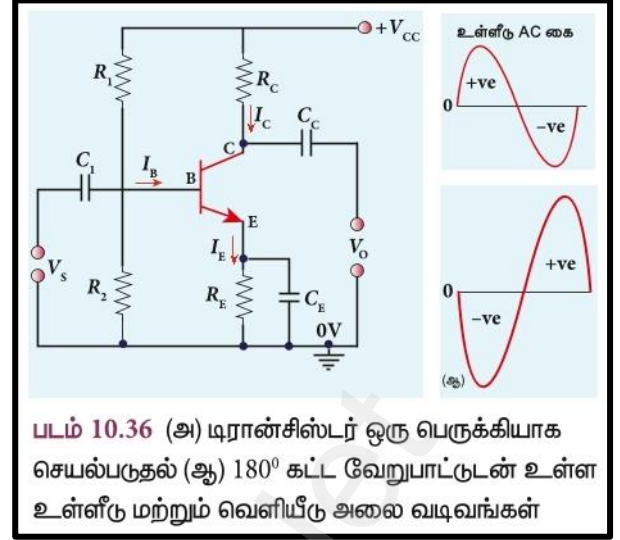 +V_CC
R_1
R_C
I_C
C_C
C
C_1
I_B
B
E
I_E
V_S
R_2
R_E
C_E
V_O
0V
உள்ளீடு AC கை
+ve
0
–ve
+ve
0
–ve
(ஆ)
படம் 10.36 (அ) டிரான்சிஸ்டர் ஒரு பெருக்கியாக
செயல்படுதல் (ஆ) 180⁰ கட்ட வேறுபாட்டுடன் உள்ள
உள்ளீடு மற்றும் வெளியீடு அலை வடிவங்கள்